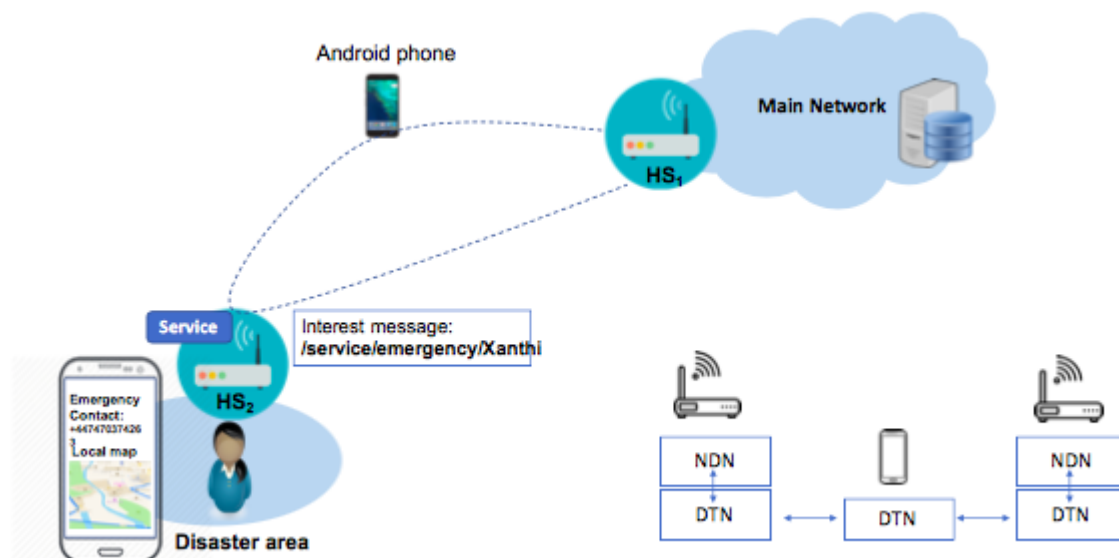 Android phone
Main Network
HS₁
Service
Interest message:
/service/emergency/Xanthi
HS₂
Emergency
Contact:
+44747037426
3
Local map
Disaster area
NDN
DTN
DTN
NDN
DTN